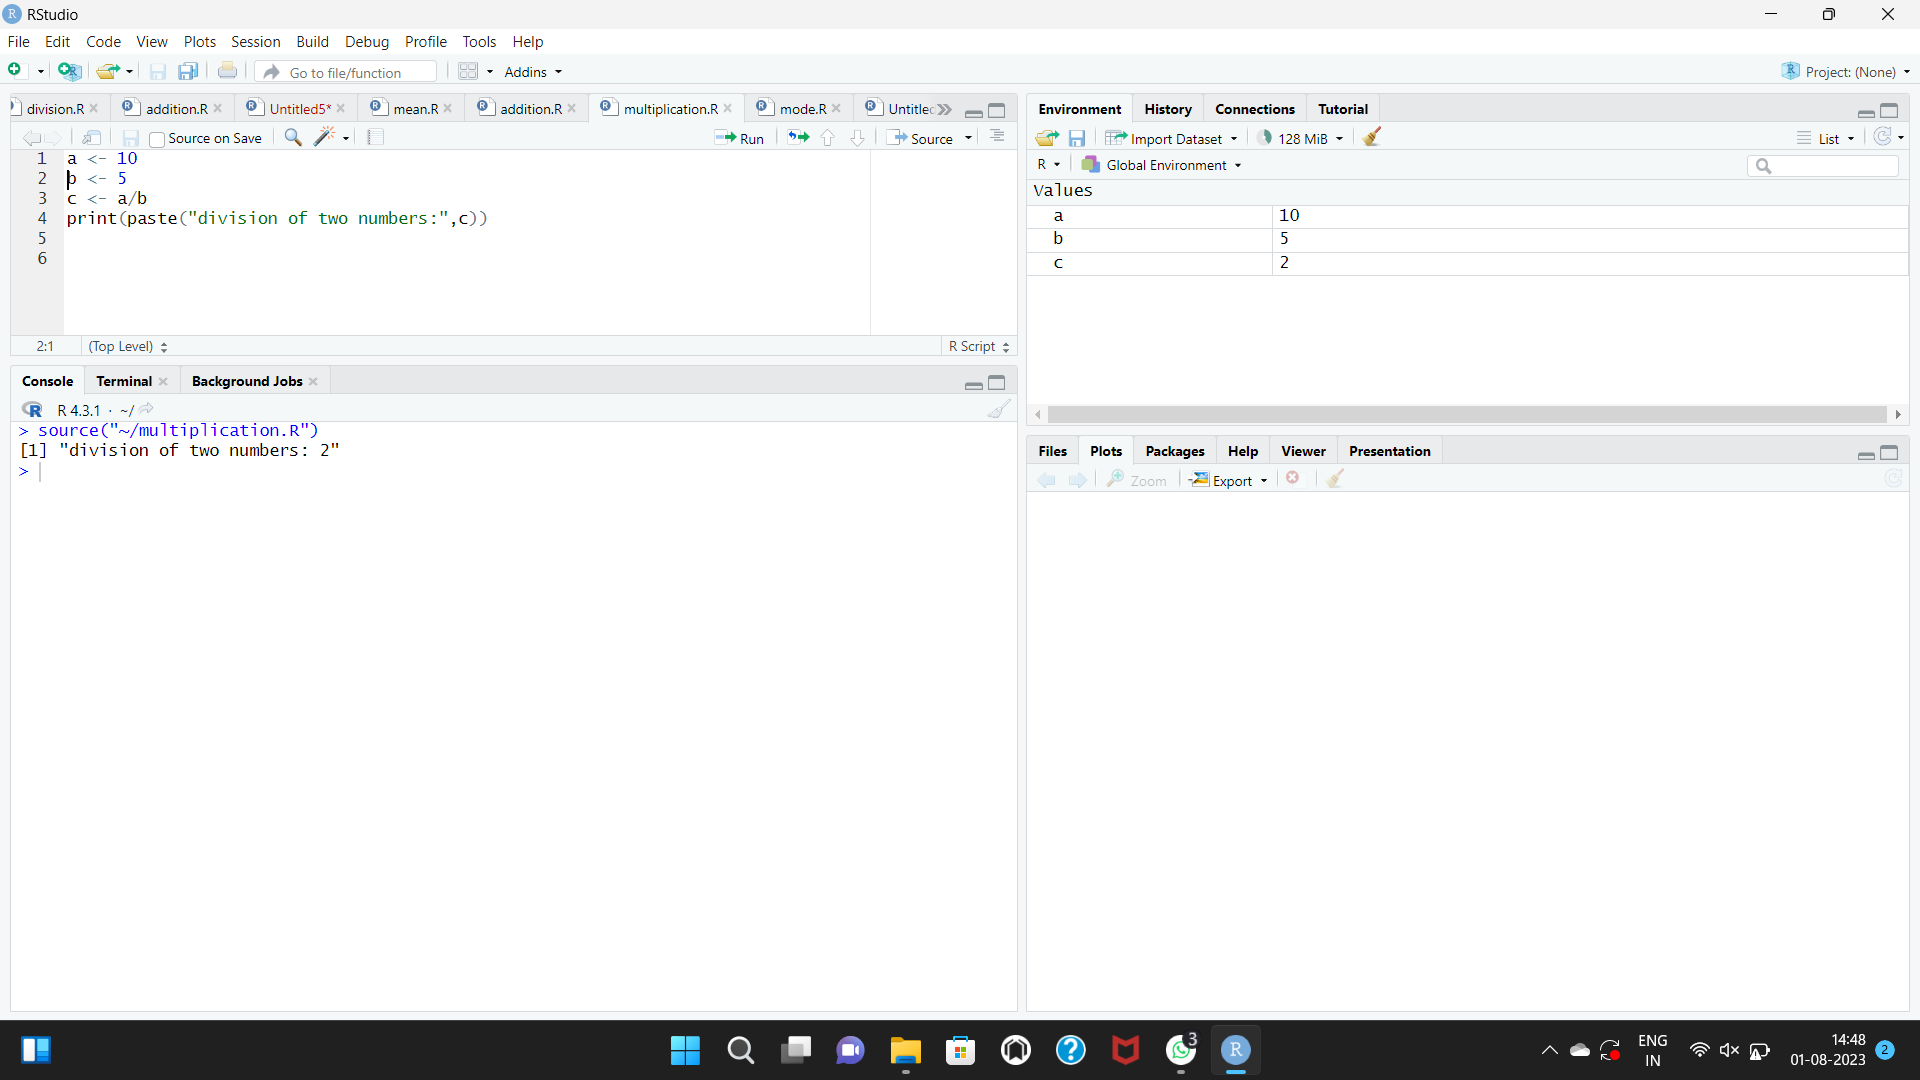 RStudio
File Edit Code View Plots Session Build Debug Profile Tools Help
Go to file/function Addins Project: (None)
division.R addition.R Untitled5* mean.R addition.R multiplication.R mode.R Untitled
Source on Save Run Source
1 a <- 10
2 b <- 5
3 c <- a/b
4 print(paste("division of two numbers:",c))
5
6
2:1 (Top Level) R Script
Console Terminal Background Jobs
R 4.3.1 · ~/
> source("~/multiplication.R")
[1] "division of two numbers: 2"
>
Environment History Connections Tutorial
Import Dataset 128 MiB List
R Global Environment
Values
a 10
b 5
c 2
Files Plots Packages Help Viewer Presentation
Zoom Export
3
R
ENG
IN
14:48
01-08-2023
2